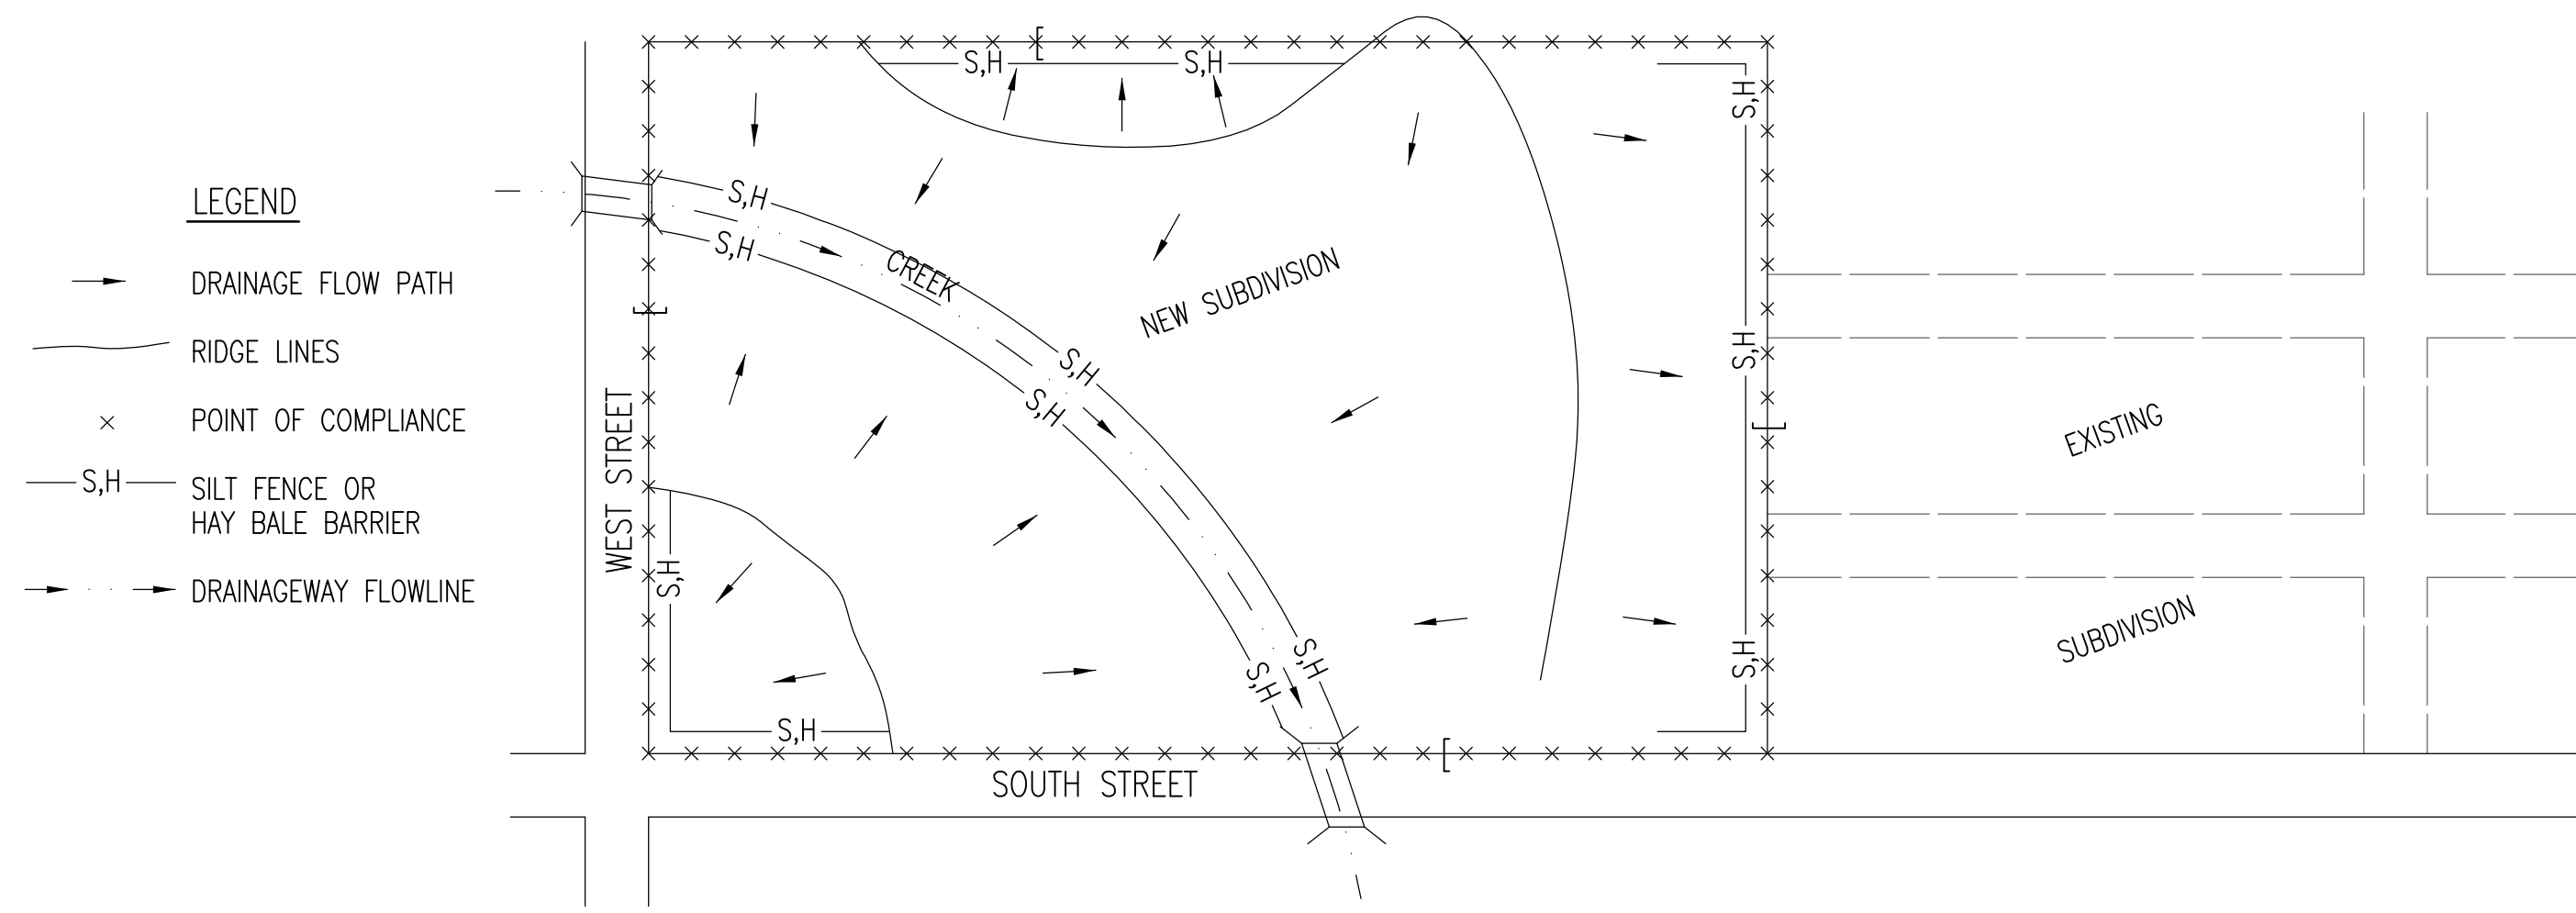 LEGEND
DRAINAGE FLOW PATH
RIDGE LINES
POINT OF COMPLIANCE
S,H
SILT FENCE OR
HAY BALE BARRIER
DRAINAGEWAY FLOWLINE
S,H
S,H
S,H
S,H
S,H
CREEK
NEW SUBDIVISION
S,H
S,H
S,H
WEST STREET
EXISTING
S,H
SUBDIVISION
S,H
S,H
S,H
S,H
SOUTH STREET